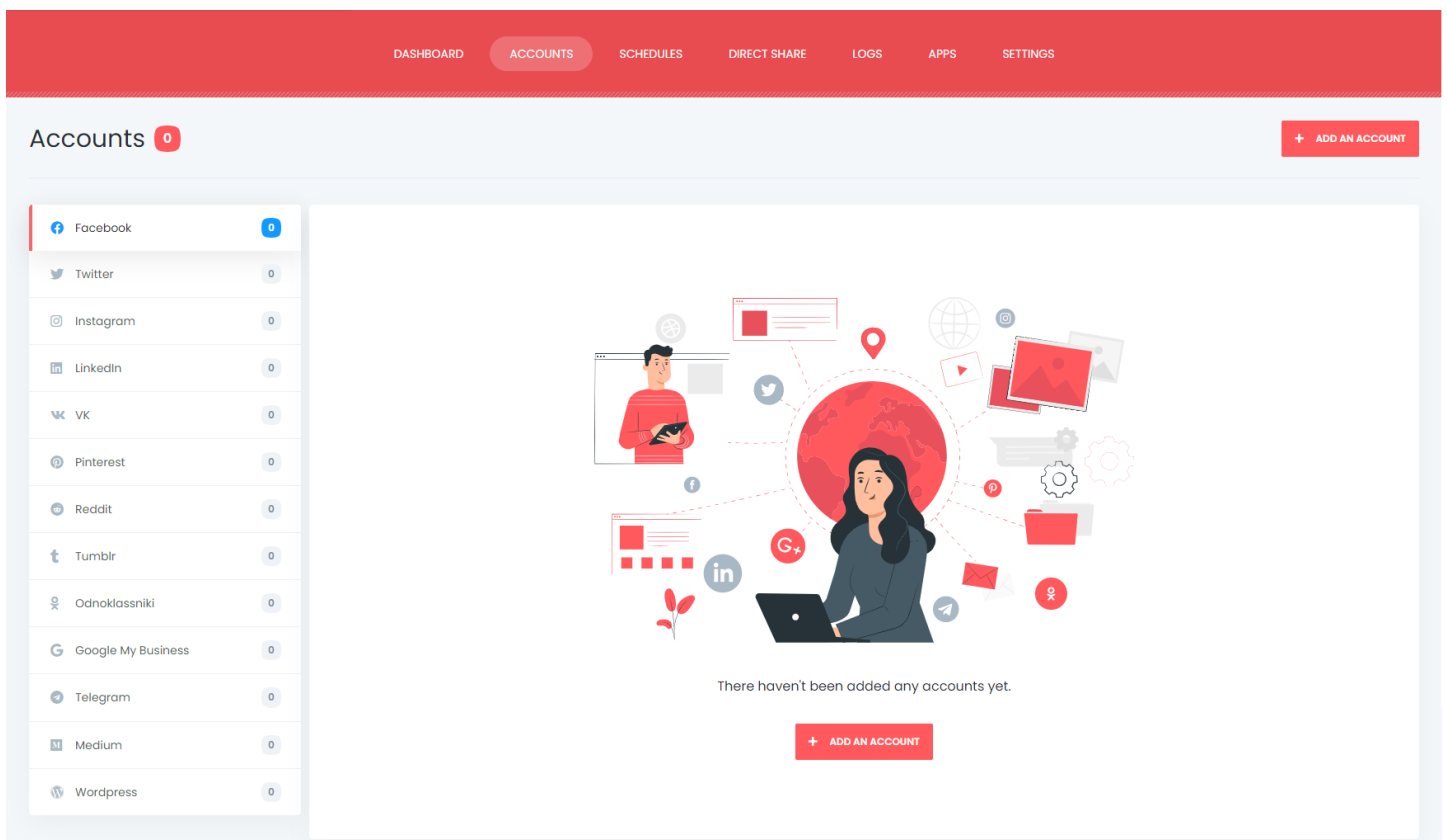 DASHBOARD ACCOUNTS SCHEDULES DIRECT SHARE LOGS APPS SETTINGS
Accounts 0
+ ADD AN ACCOUNT
Facebook 0
Twitter 0
Instagram 0
LinkedIn 0
VK 0
Pinterest 0
Reddit 0
Tumblr 0
Odnoklassniki 0
Google My Business 0
Telegram 0
Medium 0
Wordpress 0
G+
in
There haven't been added any accounts yet.
+ ADD AN ACCOUNT